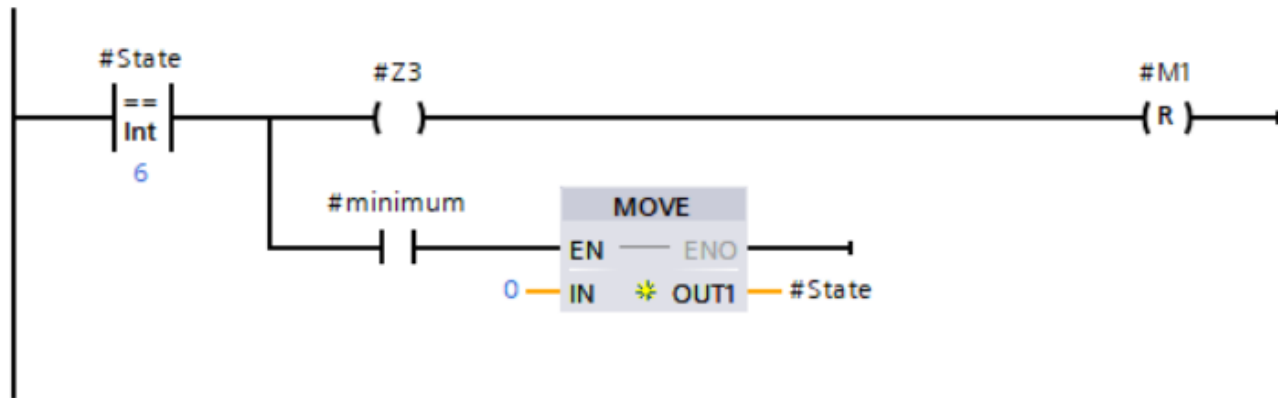 #State
#Z3
#M1
==
Int
( )
( R )
6
#minimum
MOVE
EN
ENO
0
IN
OUT1
#State